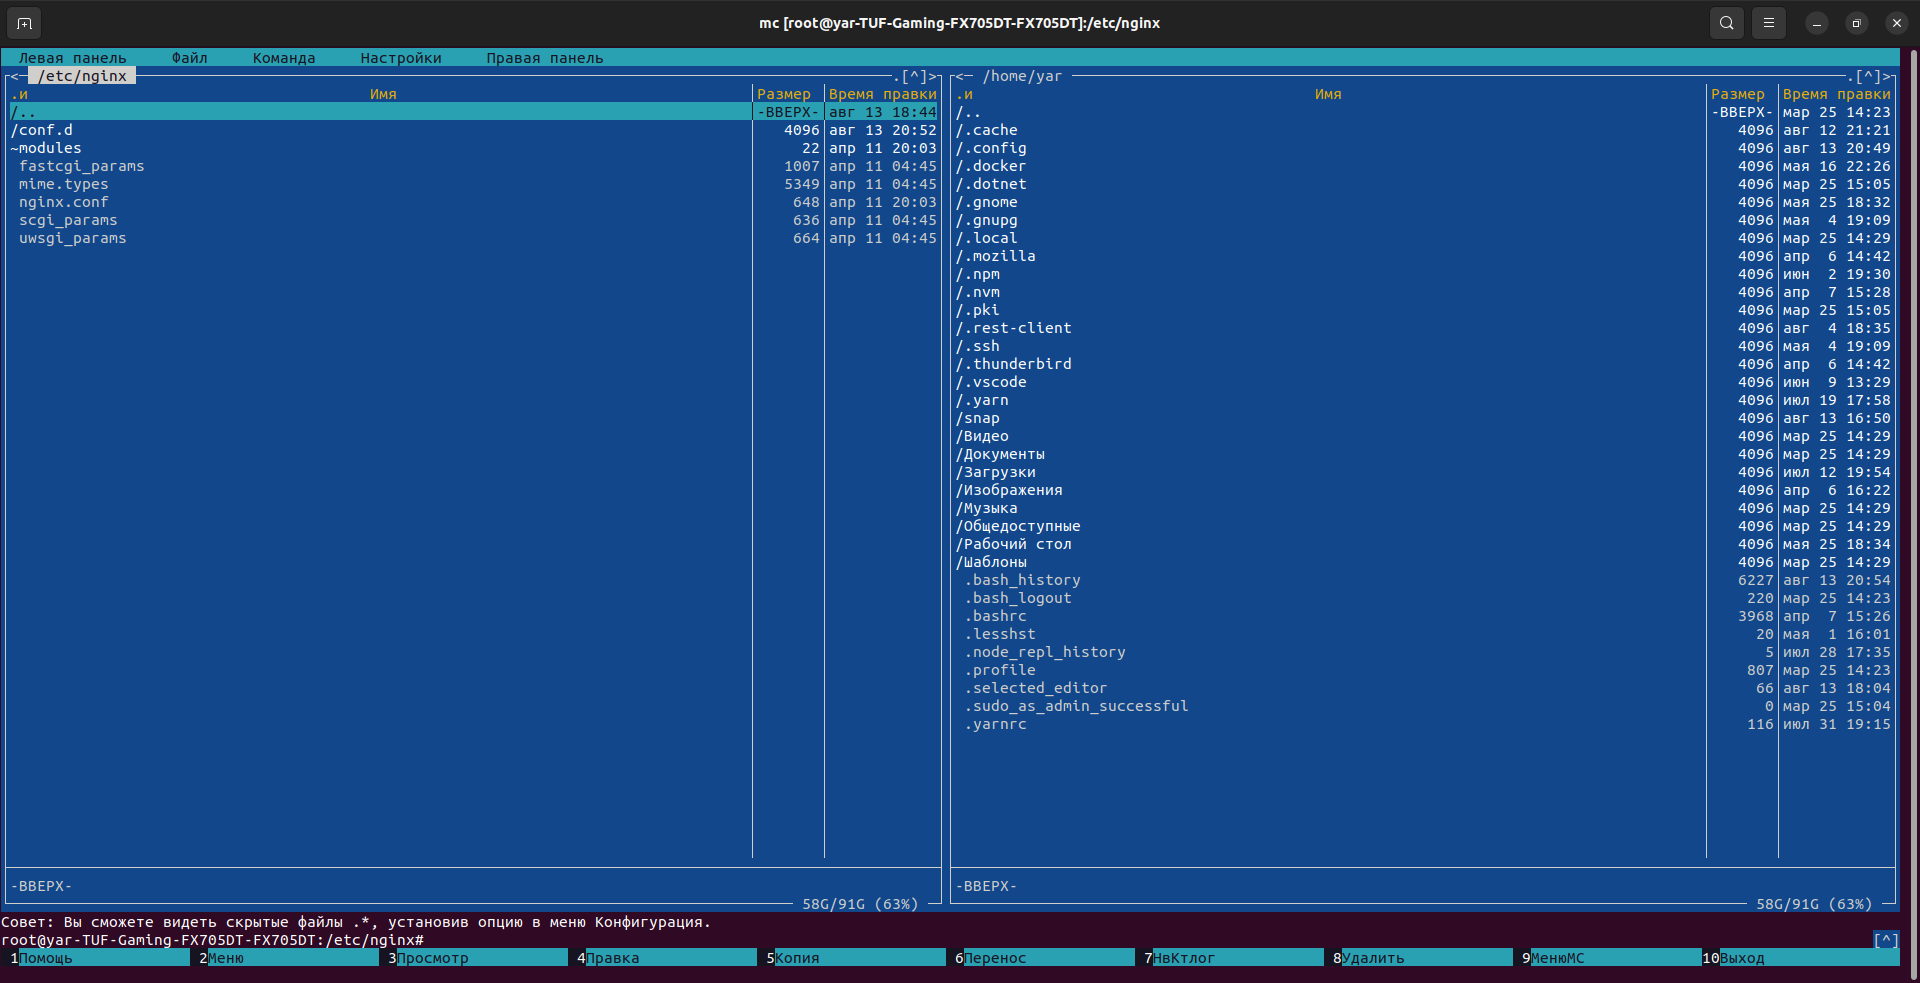 mc [root@yar-TUF-Gaming-FX705DT-FX705DT]:/etc/nginx
Левая панель Файл Команда Настройки Правая панель
<─ /etc/nginx .[^]>
.и Имя Размер Время правки
/.. -ВВЕРХ- авг 13 18:44
/conf.d 4096 авг 13 20:52
~modules 22 апр 11 20:03
fastcgi_params 1007 апр 11 04:45
mime.types 5349 апр 11 04:45
nginx.conf 648 апр 11 20:03
scgi_params 636 апр 11 04:45
uwsgi_params 664 апр 11 04:45
-ВВЕРХ-
58G/91G (63%)
<─ /home/yar .[^]>
.и Имя Размер Время правки
/.. -ВВЕРХ- мар 25 14:23
/.cache 4096 авг 12 21:21
/.config 4096 авг 13 20:49
/.docker 4096 мая 16 22:26
/.dotnet 4096 мар 25 15:05
/.gnome 4096 мая 25 18:32
/.gnupg 4096 мая 4 19:09
/.local 4096 мар 25 14:29
/.mozilla 4096 апр 6 14:42
/.npm 4096 июн 2 19:30
/.nvm 4096 апр 7 15:28
/.pki 4096 мар 25 15:05
/.rest-client 4096 авг 4 18:35
/.ssh 4096 мая 4 19:09
/.thunderbird 4096 апр 6 14:42
/.vscode 4096 июн 9 13:29
/.yarn 4096 июл 19 17:58
/snap 4096 авг 13 16:50
/Видео 4096 мар 25 14:29
/Документы 4096 мар 25 14:29
/Загрузки 4096 июл 12 19:54
/Изображения 4096 апр 6 16:22
/Музыка 4096 мар 25 14:29
/Общедоступные 4096 мар 25 14:29
/Рабочий стол 4096 мая 25 18:34
/Шаблоны 4096 мар 25 14:29
.bash_history 6227 авг 13 20:54
.bash_logout 220 мар 25 14:23
.bashrc 3968 апр 7 15:26
.lesshst 20 мая 1 16:01
.node_repl_history 5 июл 28 17:35
.profile 807 мар 25 14:23
.selected_editor 66 авг 13 18:04
.sudo_as_admin_successful 0 мар 25 15:04
.yarnrc 116 июл 31 19:15
-ВВЕРХ-
58G/91G (63%)
Совет: Вы сможете видеть скрытые файлы .*, установив опцию в меню Конфигурация.
root@yar-TUF-Gaming-FX705DT-FX705DT:/etc/nginx# [^]
1Помощь 2Меню 3Просмотр 4Правка 5Копия 6Перенос 7НвКтлог 8Удалить 9МенюМС 10Выход